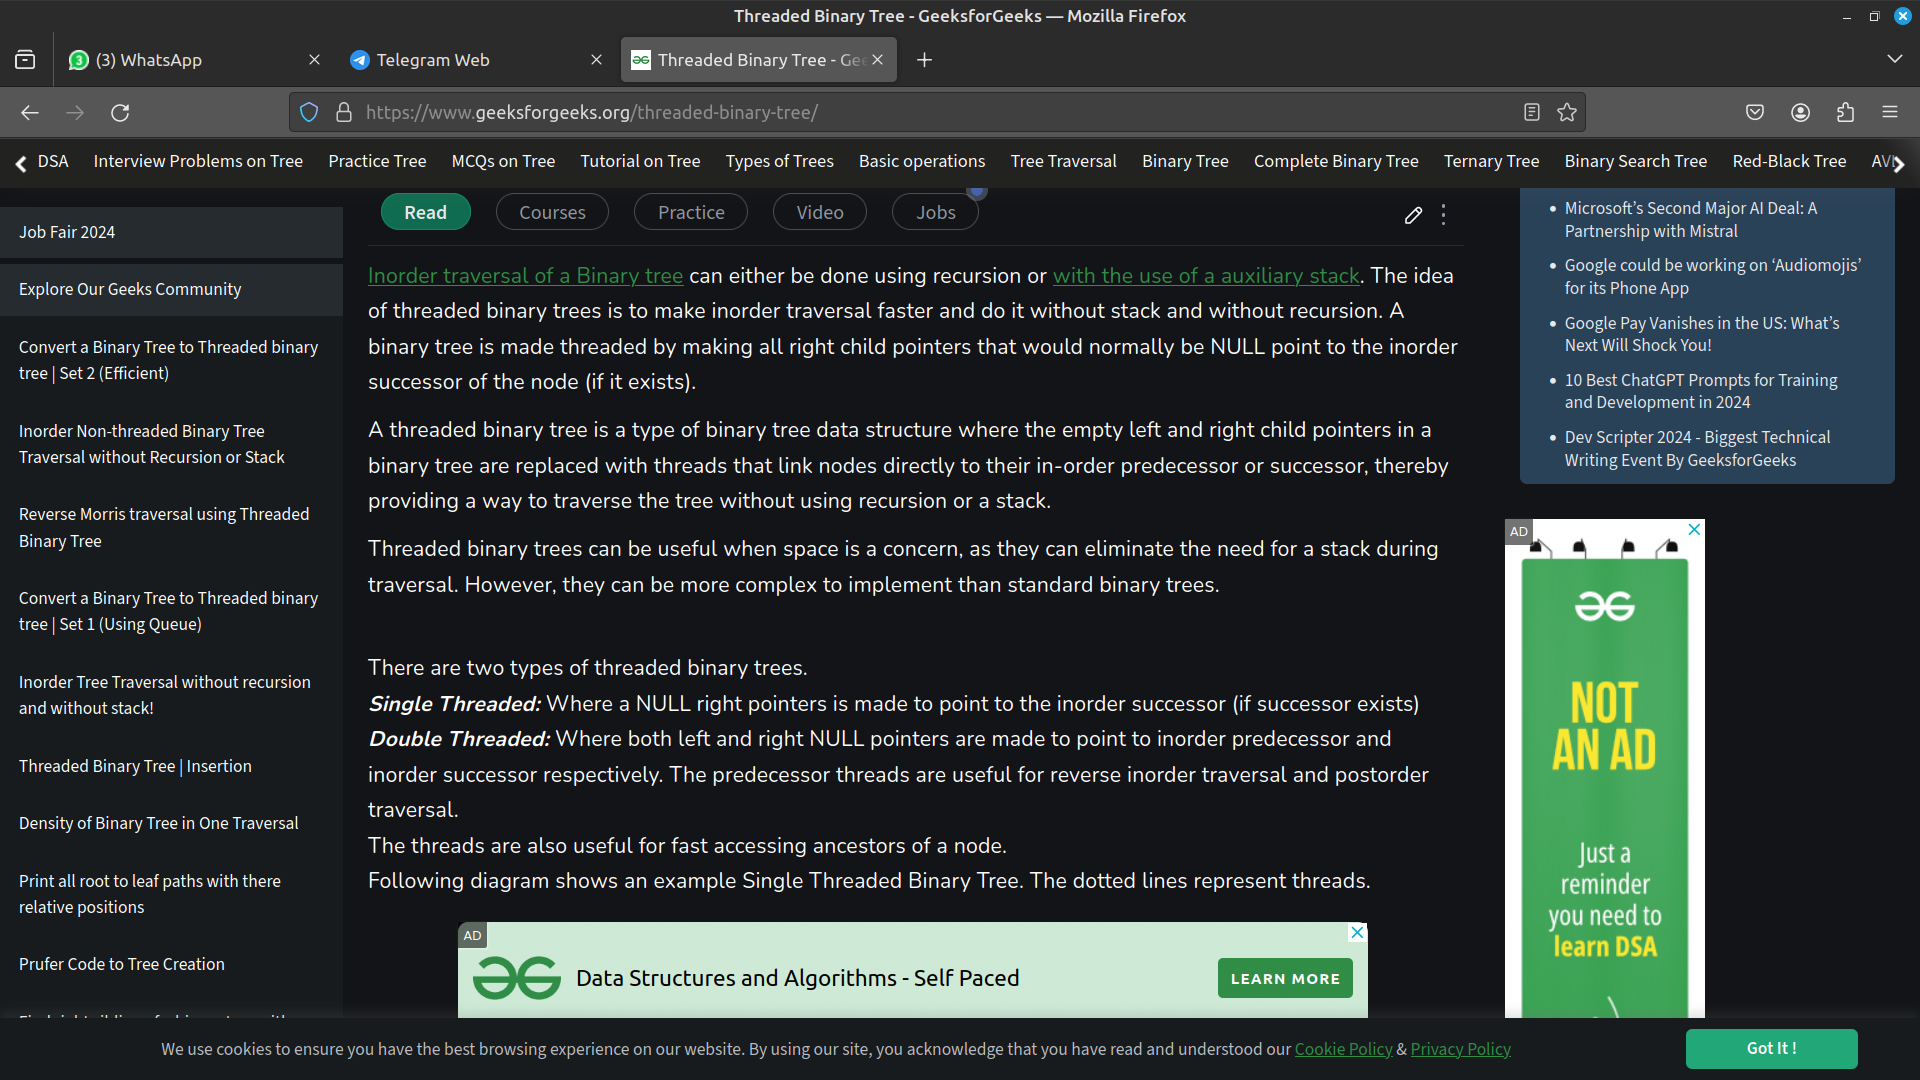 Threaded Binary Tree - GeeksforGeeks — Mozilla Firefox
3 (3) WhatsApp
Telegram Web
Threaded Binary Tree - Gee
https://www.geeksforgeeks.org/threaded-binary-tree/
DSA Interview Problems on Tree Practice Tree MCQs on Tree Tutorial on Tree Types of Trees Basic operations Tree Traversal Binary Tree Complete Binary Tree Ternary Tree Binary Search Tree Red-Black Tree
Job Fair 2024
Explore Our Geeks Community
Convert a Binary Tree to Threaded binary
tree | Set 2 (Efficient)
Inorder Non-threaded Binary Tree
Traversal without Recursion or Stack
Reverse Morris traversal using Threaded
Binary Tree
Convert a Binary Tree to Threaded binary
tree | Set 1 (Using Queue)
Inorder Tree Traversal without recursion
and without stack!
Threaded Binary Tree | Insertion
Density of Binary Tree in One Traversal
Print all root to leaf paths with there
relative positions
Prufer Code to Tree Creation
Read Courses Practice Video Jobs
Inorder traversal of a Binary tree can either be done using recursion or with the use of a auxiliary stack. The idea
of threaded binary trees is to make inorder traversal faster and do it without stack and without recursion. A
binary tree is made threaded by making all right child pointers that would normally be NULL point to the inorder
successor of the node (if it exists).
A threaded binary tree is a type of binary tree data structure where the empty left and right child pointers in a
binary tree are replaced with threads that link nodes directly to their in-order predecessor or successor, thereby
providing a way to traverse the tree without using recursion or a stack.
Threaded binary trees can be useful when space is a concern, as they can eliminate the need for a stack during
traversal. However, they can be more complex to implement than standard binary trees.
There are two types of threaded binary trees.
Single Threaded: Where a NULL right pointers is made to point to the inorder successor (if successor exists)
Double Threaded: Where both left and right NULL pointers are made to point to inorder predecessor and
inorder successor respectively. The predecessor threads are useful for reverse inorder traversal and postorder
traversal.
The threads are also useful for fast accessing ancestors of a node.
Following diagram shows an example Single Threaded Binary Tree. The dotted lines represent threads.
AD
Data Structures and Algorithms - Self Paced
LEARN MORE
• Microsoft’s Second Major AI Deal: A
Partnership with Mistral
• Google could be working on ‘Audiomojis’
for its Phone App
• Google Pay Vanishes in the US: What’s
Next Will Shock You!
• 10 Best ChatGPT Prompts for Training
and Development in 2024
• Dev Scripter 2024 - Biggest Technical
Writing Event By GeeksforGeeks
AD
NOT
AN AD
Just a
reminder
you need to
learn DSA
We use cookies to ensure you have the best browsing experience on our website. By using our site, you acknowledge that you have read and understood our Cookie Policy & Privacy Policy
Got It !